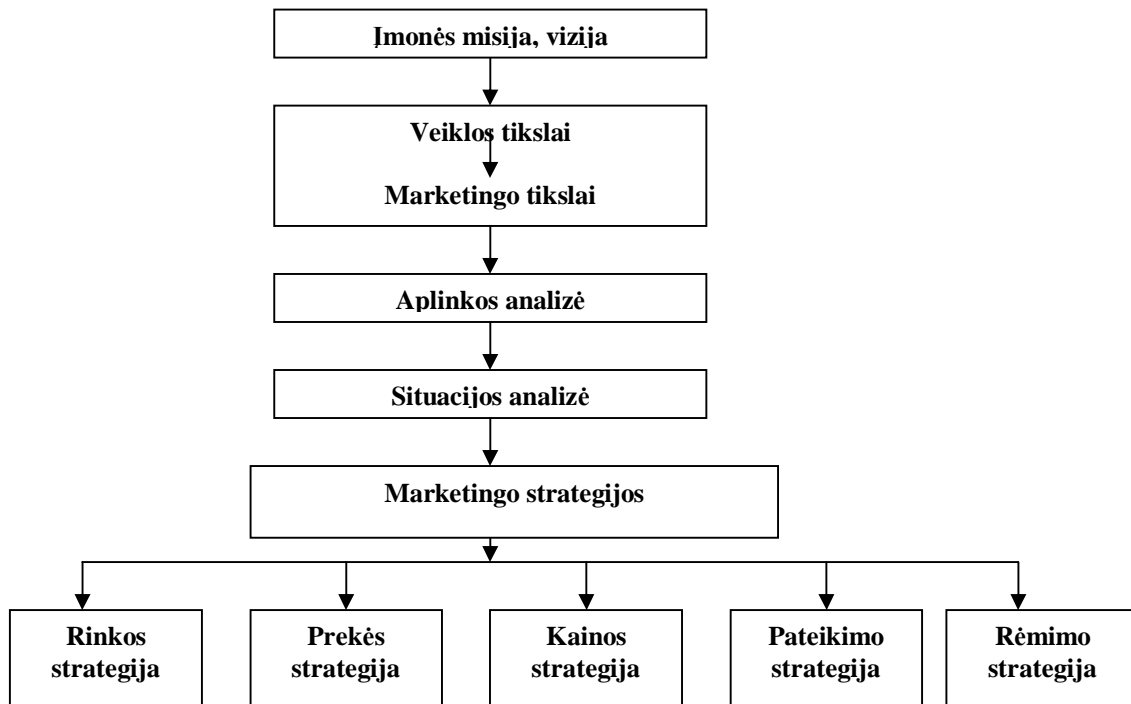 Įmonės misija, vizija
Veiklos tikslai
Marketingo tikslai
Aplinkos analizė
Situacijos analizė
Marketingo strategijos
Rinkos
strategija
Prekės
strategija
Kainos
strategija
Pateikimo
strategija
Rėmimo
strategija